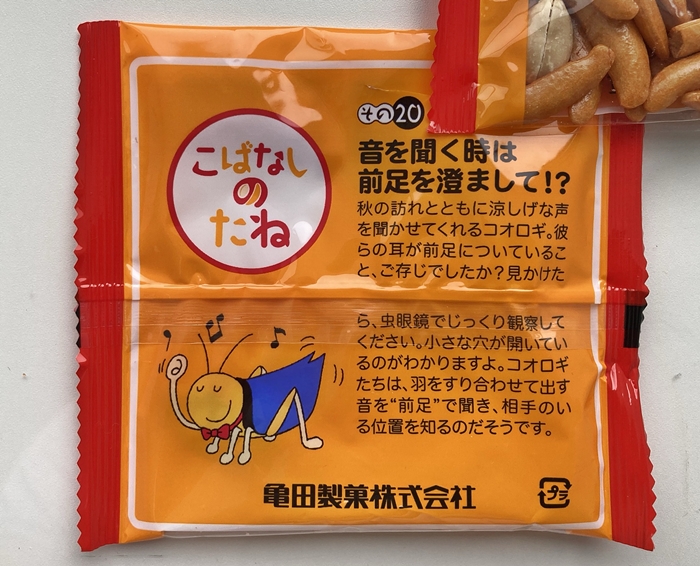 その20
こばなし
の
たね
音を聞く時は
前足を澄まして!?
秋の訪れとともに涼しげな声
を聞かせてくれるコオロギ。彼
らの耳が前足についているこ
と、ご存じでしたか?見かけた
ら、虫眼鏡でじっくり観察して
ください。小さな穴が開いてい
るのがわかりますよ。コオロギ
たちは、羽をすり合わせて出す
音を“前足”で聞き、相手のい
る位置を知るのだそうです。
亀田製菓株式会社
プラ